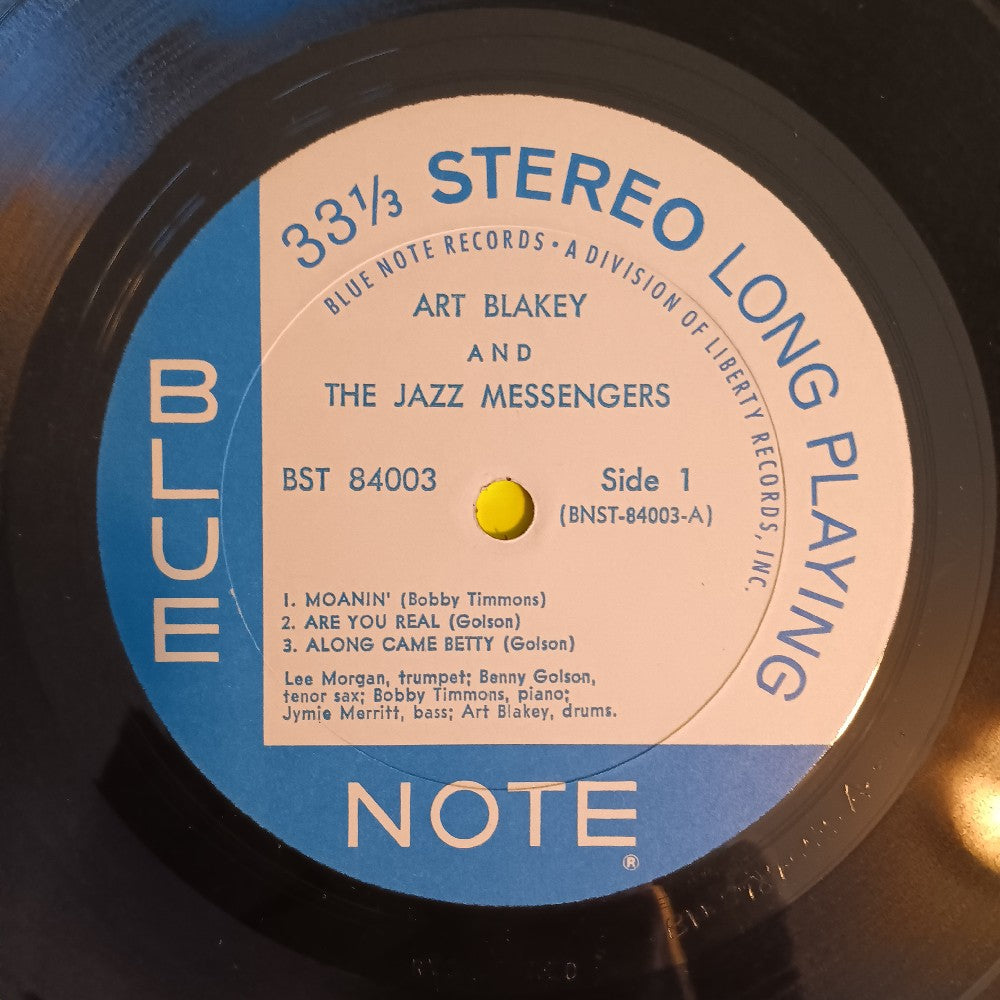 33⅓ STEREO LONG PLAYING
BLUE NOTE RECORDS • A DIVISION OF LIBERTY RECORDS, INC.
ART BLAKEY
AND
THE JAZZ MESSENGERS
BST 84003
Side 1
(BNST-84003-A)
1. MOANIN' (Bobby Timmons)
2. ARE YOU REAL (Golson)
3. ALONG CAME BETTY (Golson)
Lee Morgan, trumpet; Benny Golson,
tenor sax; Bobby Timmons, piano;
Jymie Merritt, bass; Art Blakey, drums.
BLUE
NOTE
®